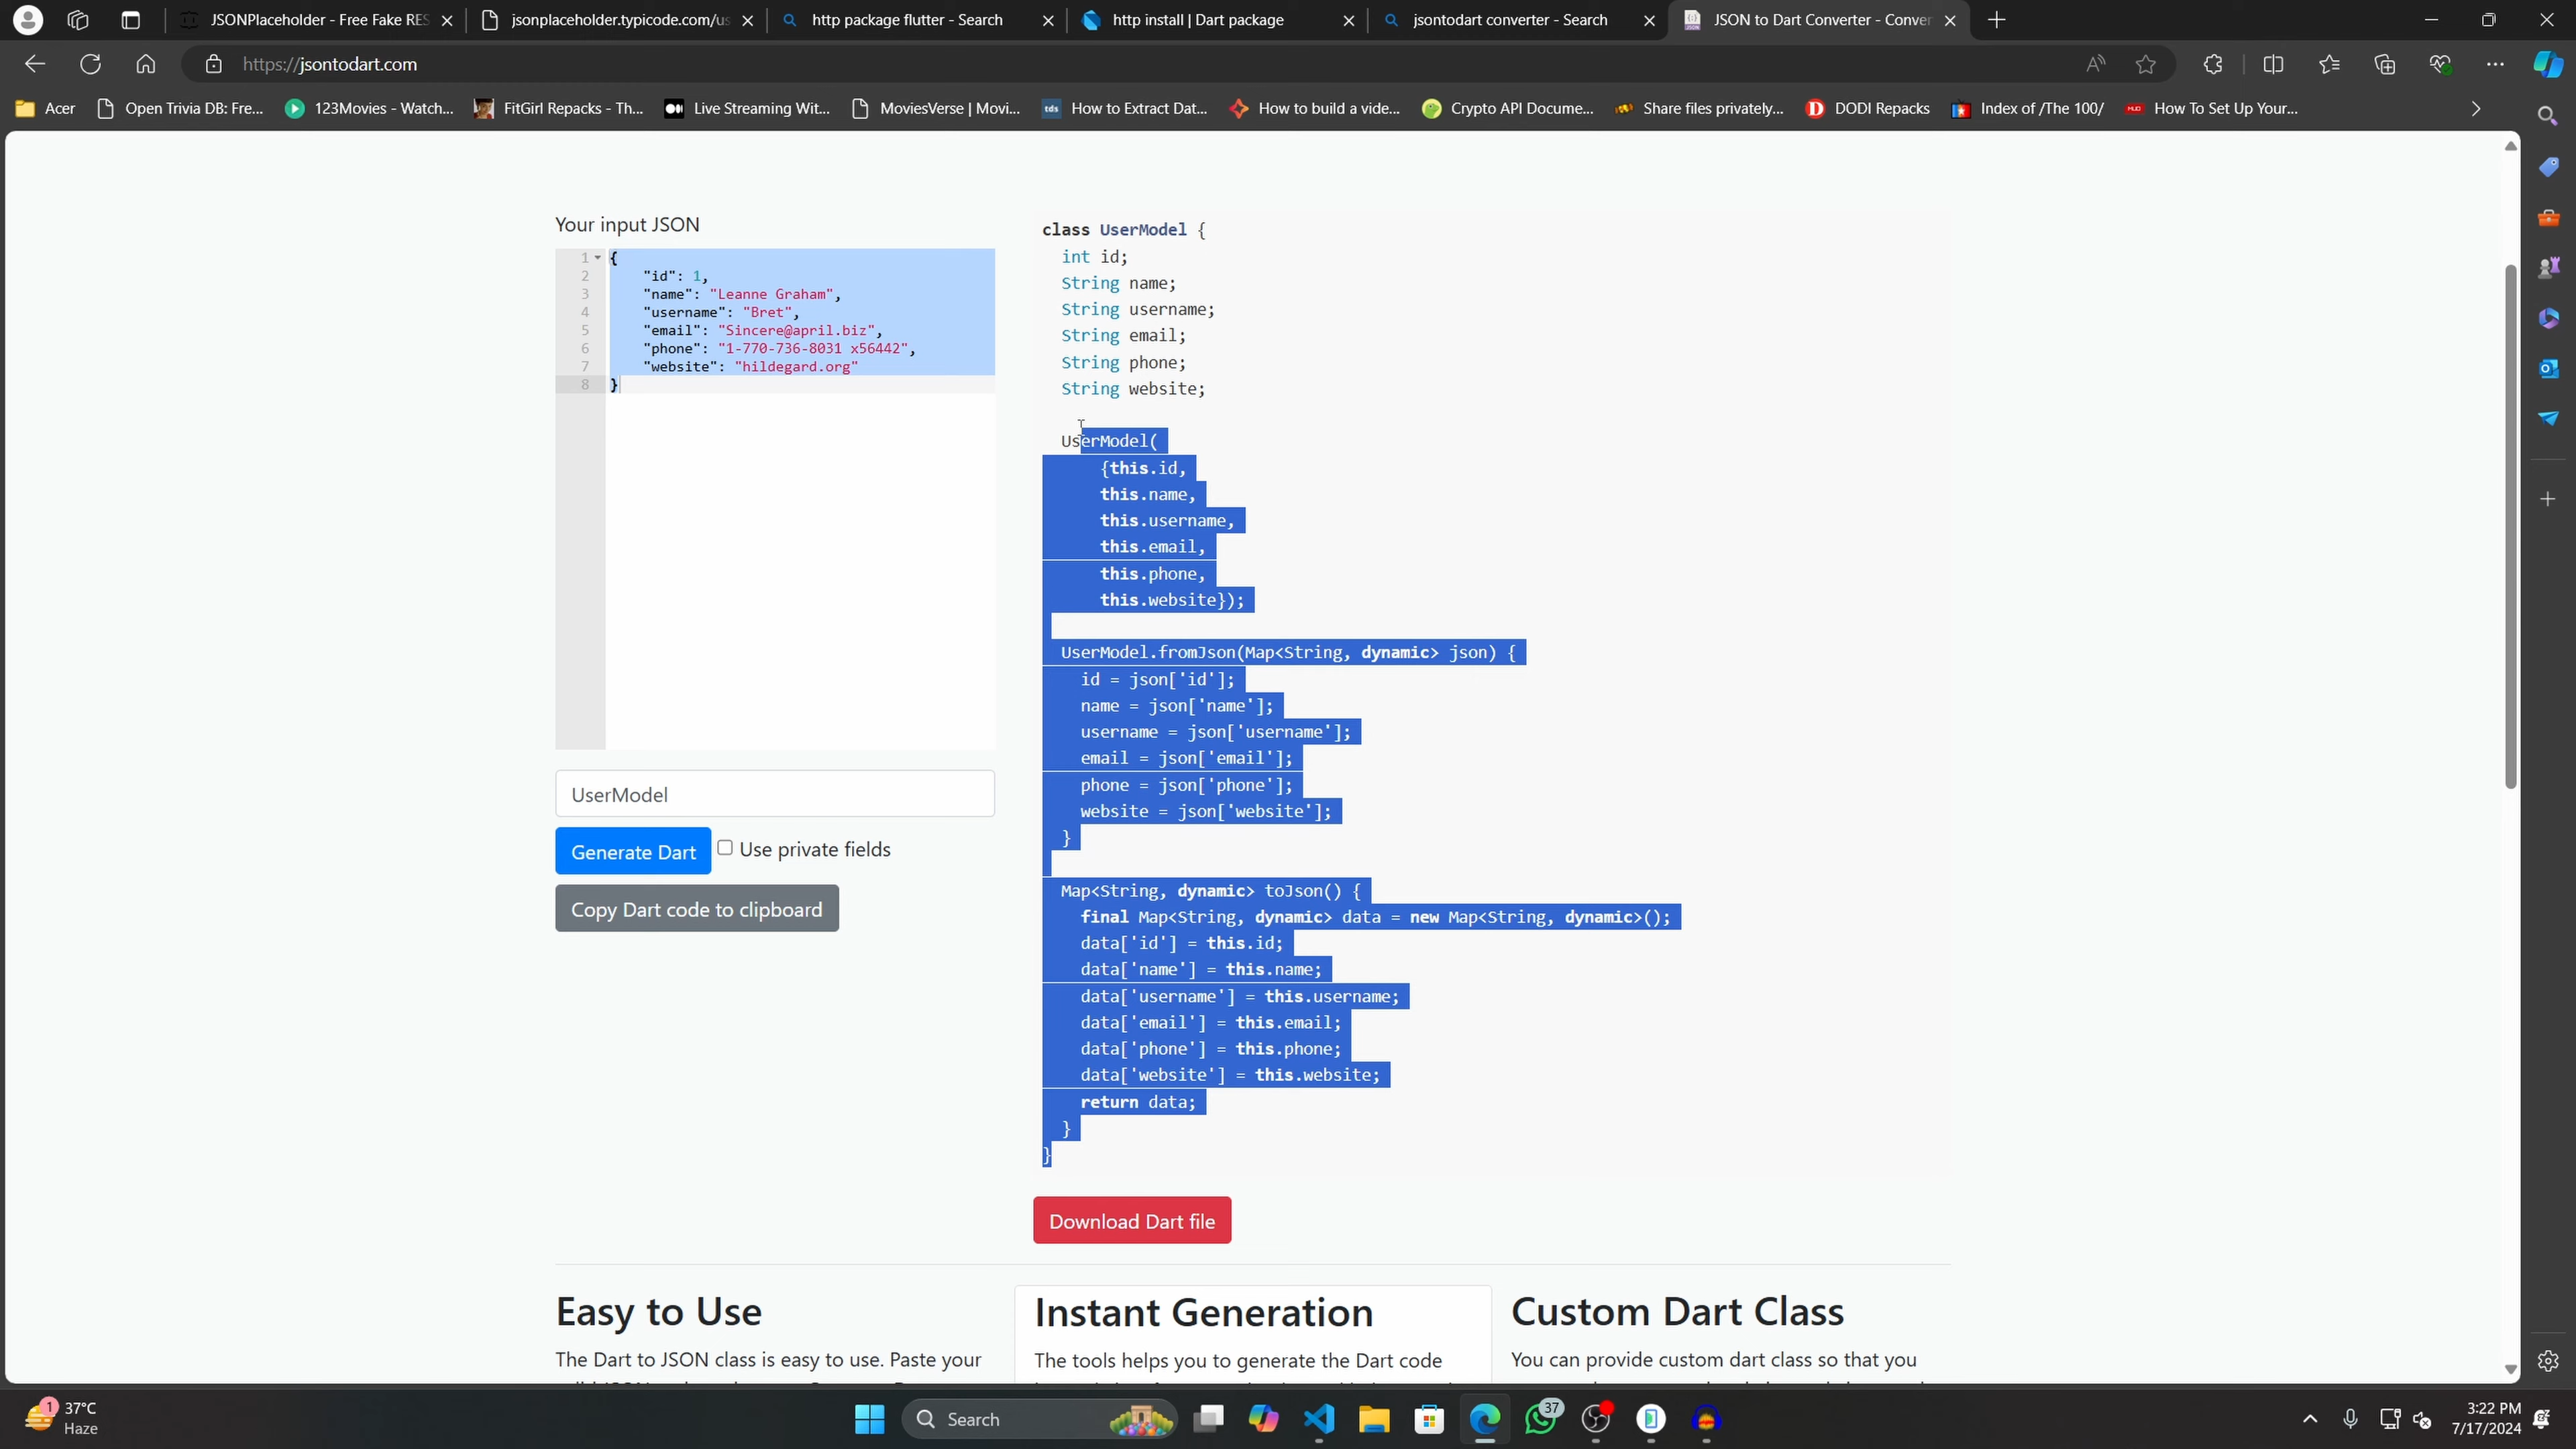 JSONPlaceholder - Free Fake RES
jsonplaceholder.typicode.com/us
http package flutter - Search
http install | Dart package
jsontodart converter - Search
JSON to Dart Converter - Conver
https://jsontodart.com
Acer
Open Trivia DB: Fre...
123Movies - Watch...
FitGirl Repacks - Th...
Live Streaming Wit...
MoviesVerse | Movi...
tds
How to Extract Dat...
How to build a vide...
Crypto API Docume...
Share files privately...
DODI Repacks
Index of /The 100/
How To Set Up Your...
Your input JSON
1 {
2 "id": 1,
3 "name": "Leanne Graham",
4 "username": "Bret",
5 "email": "Sincere@april.biz",
6 "phone": "1-770-736-8031 x56442",
7 "website": "hildegard.org"
8 }
UserModel
Generate Dart
Use private fields
Copy Dart code to clipboard
class UserModel {
int id;
String name;
String username;
String email;
String phone;
String website;
UserModel(
{this.id,
this.name,
this.username,
this.email,
this.phone,
this.website});
UserModel.fromJson(Map<String, dynamic> json) {
id = json['id'];
name = json['name'];
username = json['username'];
email = json['email'];
phone = json['phone'];
website = json['website'];
}
Map<String, dynamic> toJson() {
final Map<String, dynamic> data = new Map<String, dynamic>();
data['id'] = this.id;
data['name'] = this.name;
data['username'] = this.username;
data['email'] = this.email;
data['phone'] = this.phone;
data['website'] = this.website;
return data;
}
}
Download Dart file
Easy to Use
The Dart to JSON class is easy to use. Paste your
Instant Generation
The tools helps you to generate the Dart code
Custom Dart Class
You can provide custom dart class so that you
1
37°C
Haze
Search
37
3:22 PM
7/17/2024